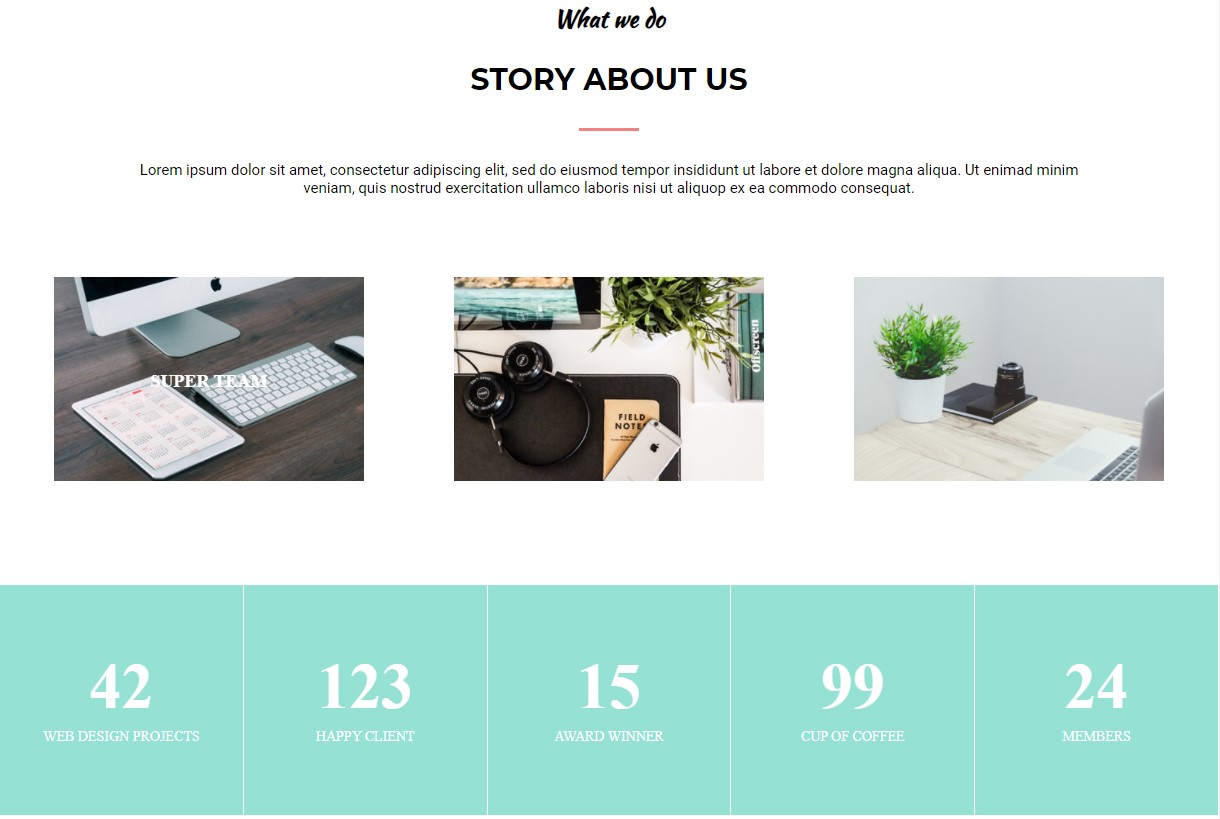 What we do
STORY ABOUT US
Lorem ipsum dolor sit amet, consectetur adipiscing elit, sed do eiusmod tempor insididunt ut labore et dolore magna aliqua. Ut enimad minim
veniam, quis nostrud exercitation ullamco laboris nisi ut aliquop ex ea commodo consequat.
SUPER TEAM
Offscreen
FIELD
NOTES
42
WEB DESIGN PROJECTS
123
HAPPY CLIENT
15
AWARD WINNER
99
CUP OF COFFEE
24
MEMBERS